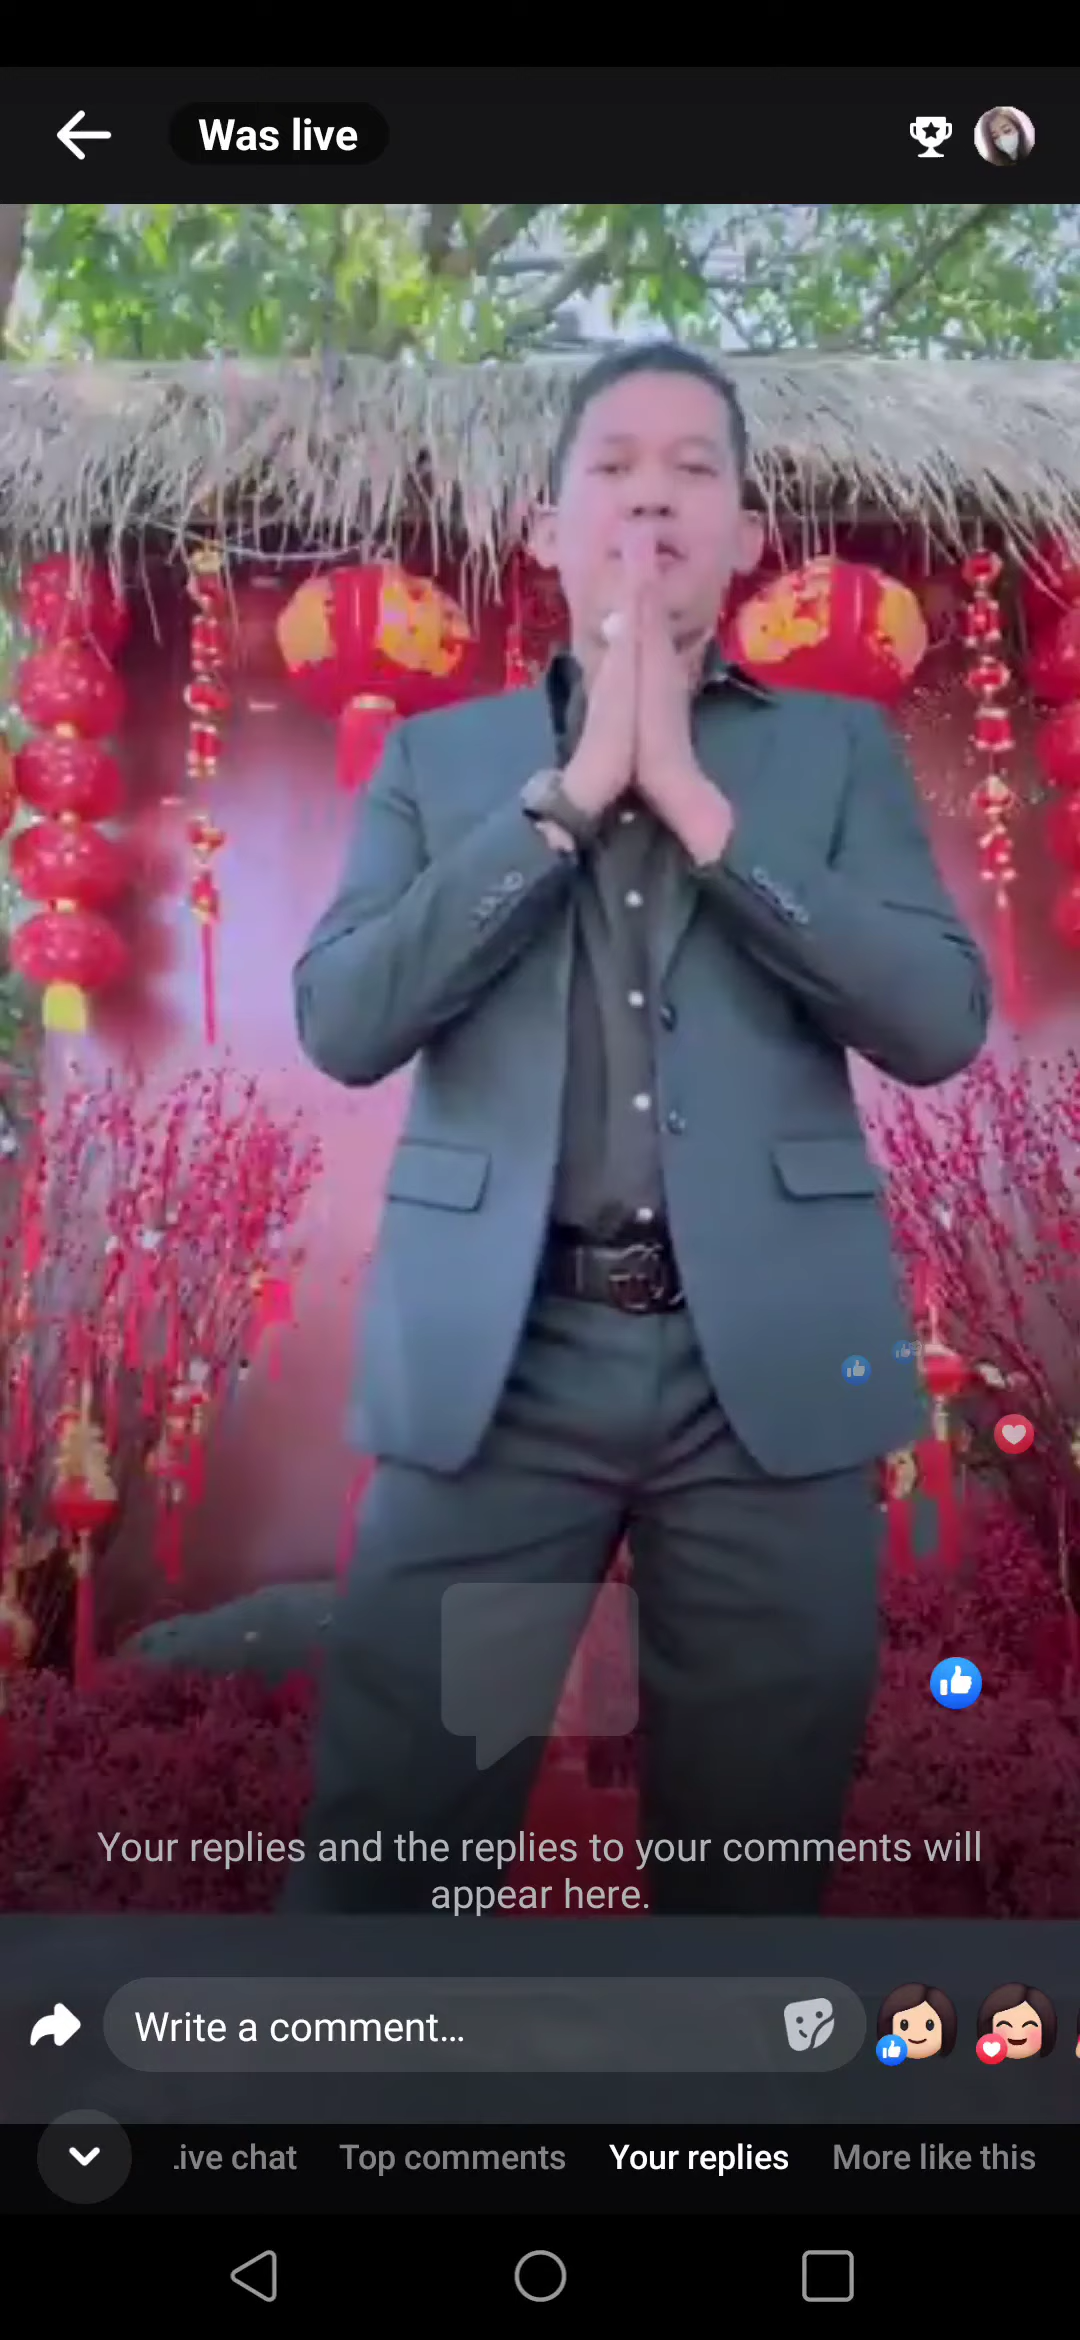 Was live
Your replies and the replies to your comments will
appear here.
Write a comment...
.ive chat
Top comments
Your replies
More like this